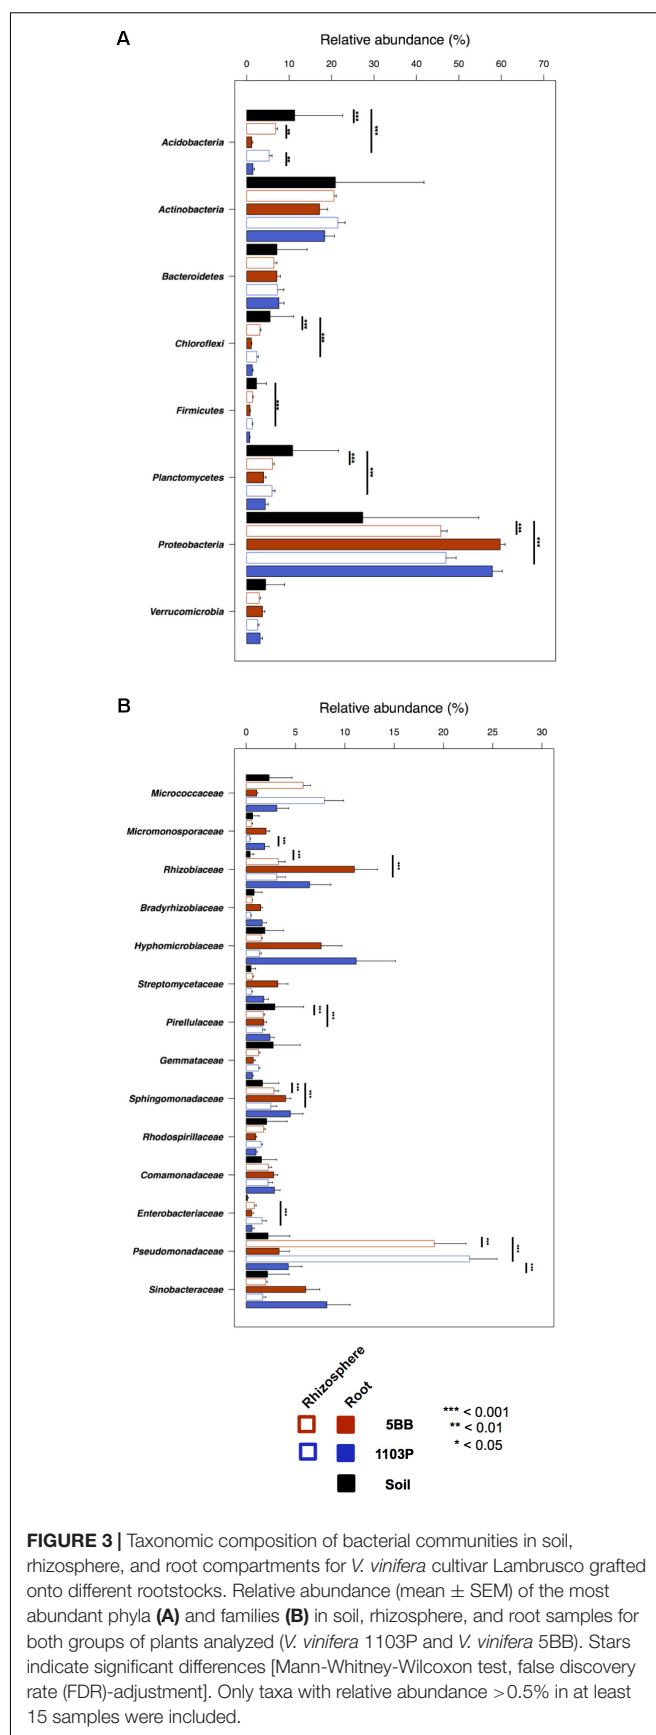 A
Relative abundance (%)
0 10 20 30 40 50 60 70
*** ***
**
Acidobacteria
**
Actinobacteria
Bacteroidetes
*** ***
Chloroflexi
***
Firmicutes
*** ***
Planctomycetes
*** ***
Proteobacteria
Verrucomicrobia
B
Relative abundance (%)
0 5 10 15 20 25 30
Micrococcaceae
Micromonosporaceae
***
*** ***
Rhizobiaceae
Bradyrhizobiaceae
Hyphomicrobiaceae
Streptomycetaceae
*** ***
Pirellulaceae
Gemmataceae
*** ***
Sphingomonadaceae
Rhodospirillaceae
Comamonadaceae
Enterobacteriaceae ***
*** ***
Pseudomonadaceae
***
Sinobacteraceae
Rhizosphere Root
5BB
1103P
Soil
*** < 0.001
** < 0.01
* < 0.05
FIGURE 3 | Taxonomic composition of bacterial communities in soil,
rhizosphere, and root compartments for V. vinifera cultivar Lambrusco grafted
onto different rootstocks. Relative abundance (mean ± SEM) of the most
abundant phyla (A) and families (B) in soil, rhizosphere, and root samples for
both groups of plants analyzed (V. vinifera 1103P and V. vinifera 5BB). Stars
indicate significant differences [Mann-Whitney-Wilcoxon test, false discovery
rate (FDR)-adjustment]. Only taxa with relative abundance >0.5% in at least
15 samples were included.